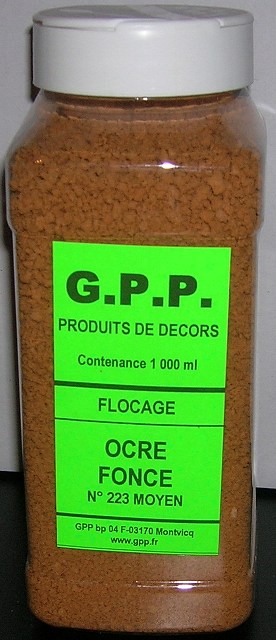 G.P.P.
PRODUITS DE DECORS
Contenance 1 000 ml
FLOCAGE
OCRE
FONCE
N° 223 MOYEN
GPP bp 04 F-03170 Montvicq
www.gpp.fr